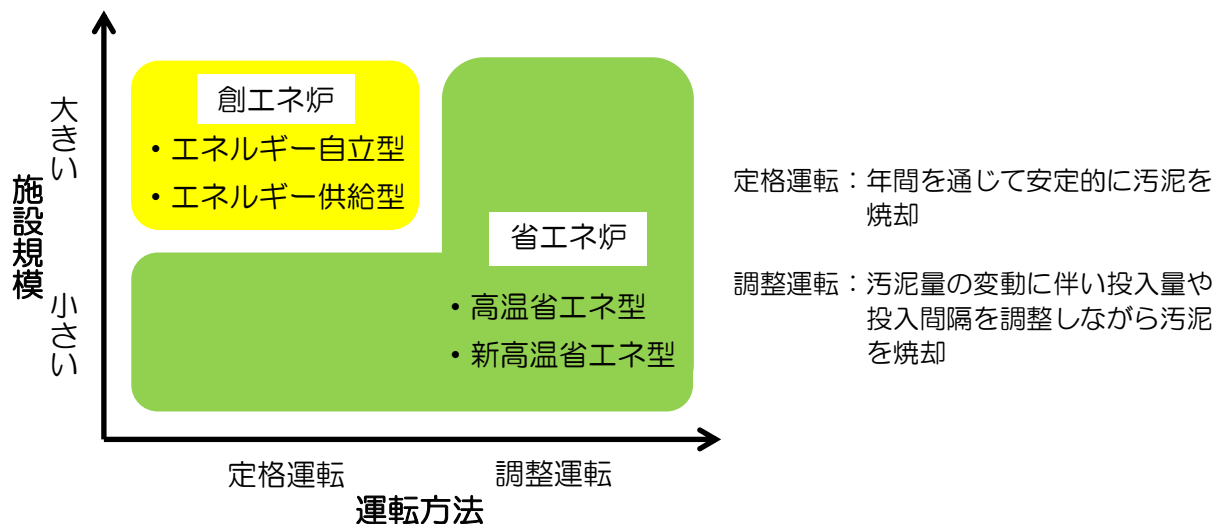 大きい
施設規模
小さい
創エネ炉
・エネルギー自立型
・エネルギー供給型
省エネ炉
・高温省エネ型
・新高温省エネ型
定格運転
調整運転
運転方法
定格運転：年間を通じて安定的に汚泥を
焼却
調整運転：汚泥量の変動に伴い投入量や
投入間隔を調整しながら汚泥
を焼却